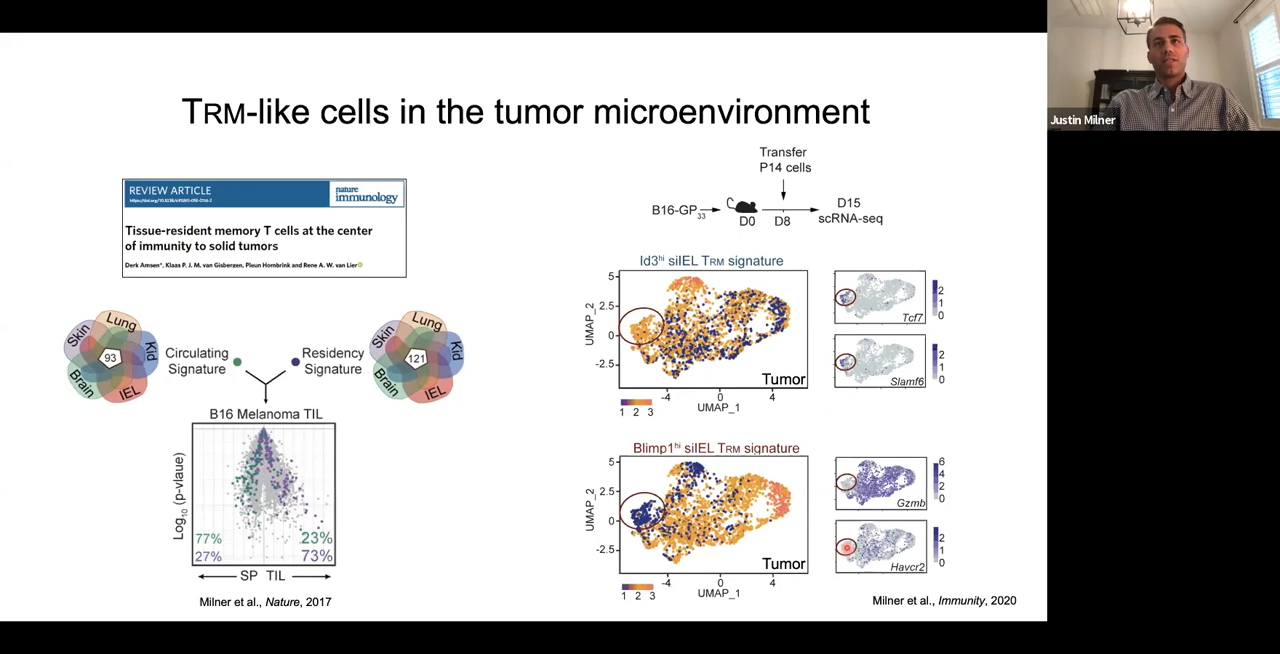 TRM-like cells in the tumor microenvironment
Justin Milner
REVIEW ARTICLE
nature
immunology
Tissue-resident memory T cells at the center
of immunity to solid tumors
Derk Amsen*, Klaas P. J. M. van Gisbergen, Pleun Hombrink and Rene A. W. van Lier
Skin
Lung
Kid
IEL
Brain
93
Circulating
Signature
Residency
Signature
Skin
Lung
Kid
IEL
Brain
121
B16 Melanoma TIL
Log10 (p-vlaue)
77%
23%
27%
73%
SP TIL
Milner et al., Nature, 2017
Transfer
P14 cells
B16-GP33
D0
D8
D15
scRNA-seq
Id3hi siIEL TRM signature
5
2.5
0
-2.5
UMAP_2
Tumor
-4 0 4
UMAP_1
1 2 3
2
1
0
Tcf7
2
1
0
Slamf6
Blimp1hi siIEL TRM signature
5
2.5
0
-2.5
UMAP_2
Tumor
-4 0 4
UMAP_1
1 2 3
6
4
2
0
Gzmb
2
1
0
Havcr2
Milner et al., Immunity, 2020